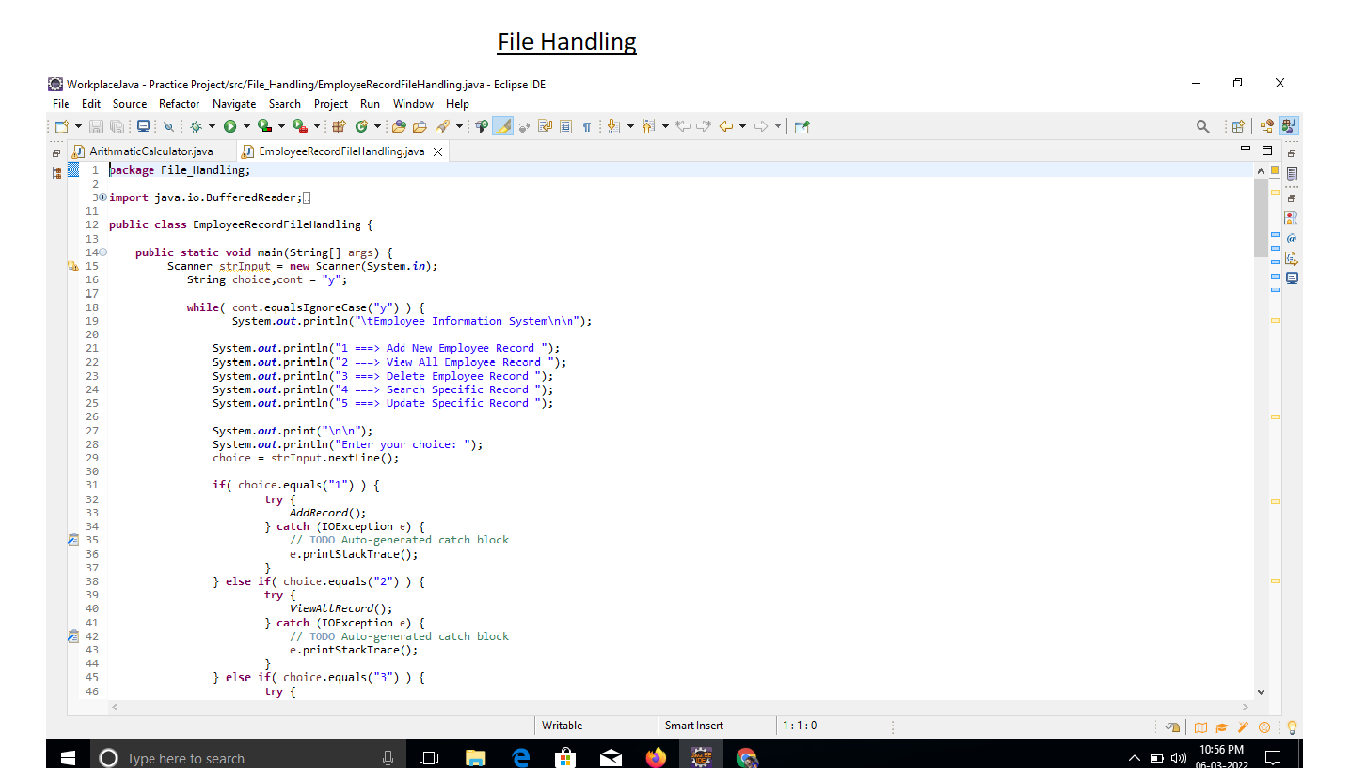 File Handling
WorkplaceJava - Practice Project/src/File_Handling/EmployeeRecordFileHandling.java - Eclipse IDE
File Edit Source Refactor Navigate Search Project Run Window Help
ArithmaticCalculator.java EmployeeRecordFileHandling.java
1 package File_Handling;
2
3 import java.io.BufferedReader;
11
12 public class EmployeeRecordFileHandling {
13
14 public static void main(String[] args) {
15 Scanner strInput = new Scanner(System.in);
16 String choice,cont = "y";
17
18 while( cont.equalsIgnoreCase("y") ) {
19 System.out.println("\tEmployee Information System\n\n");
20
21 System.out.println("1 ===> Add New Employee Record ");
22 System.out.println("2 ===> View All Employee Record ");
23 System.out.println("3 ===> Delete Employee Record ");
24 System.out.println("4 ===> Search Specific Record ");
25 System.out.println("5 ===> Update Specific Record ");
26
27 System.out.print("\n\n");
28 System.out.println("Enter your choice: ");
29 choice = strInput.nextLine();
30
31 if( choice.equals("1") ) {
32 try {
33 AddRecord();
34 } catch (IOException e) {
35 // TODO Auto-generated catch block
36 e.printStackTrace();
37 }
38 } else if( choice.equals("2") ) {
39 try {
40 ViewAllRecord();
41 } catch (IOException e) {
42 // TODO Auto-generated catch block
43 e.printStackTrace();
44 }
45 } else if( choice.equals("3") ) {
46 try {
Writable Smart Insert 1 : 1 : 0
Type here to search
10:56 PM
06-03-2022